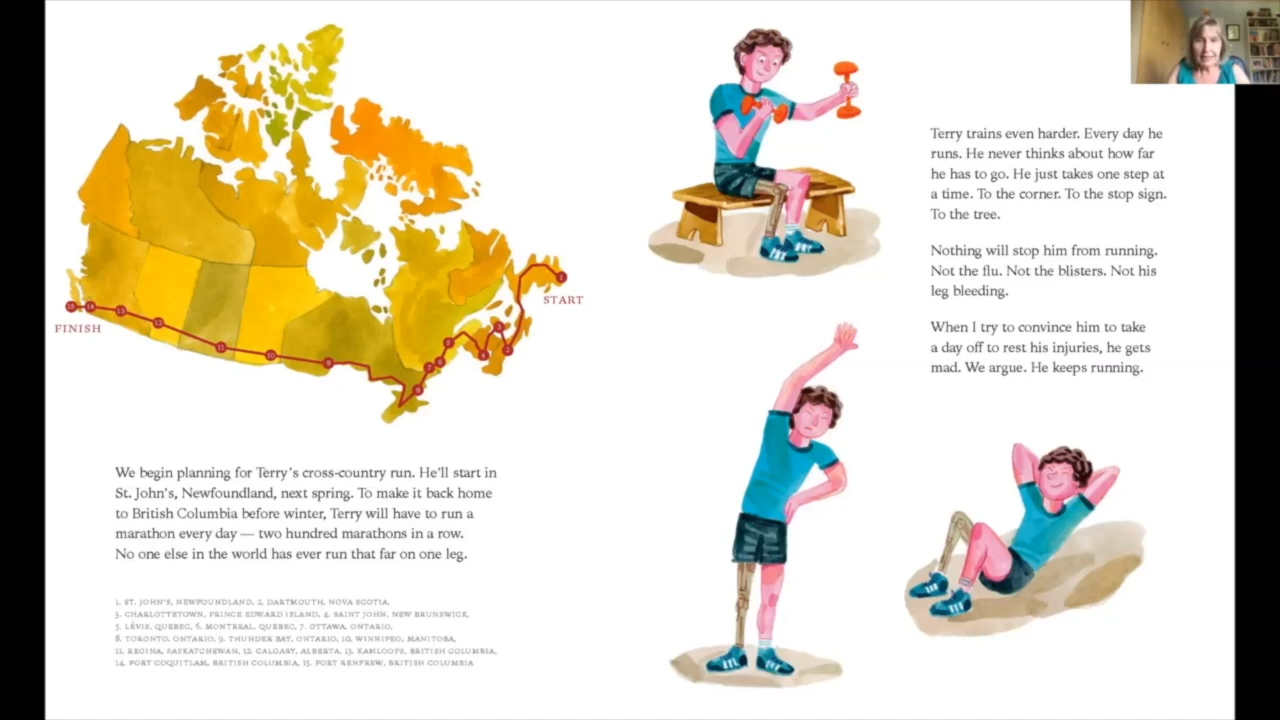 START
FINISH
We begin planning for Terry's cross-country run. He'll start in
St. John's, Newfoundland, next spring. To make it back home
to British Columbia before winter, Terry will have to run a
marathon every day — two hundred marathons in a row.
No one else in the world has ever run that far on one leg.
1. ST. JOHN'S, NEWFOUNDLAND, 2. DARTMOUTH, NOVA SCOTIA,
3. CHARLOTTETOWN, PRINCE EDWARD ISLAND, 4. SAINT JOHN, NEW BRUNSWICK,
5. LÉVIS, QUEBEC, 6. MONTREAL, QUEBEC, 7. OTTAWA, ONTARIO,
8. TORONTO, ONTARIO, 9. THUNDER BAY, ONTARIO, 10. WINNIPEG, MANITOBA,
11. REGINA, SASKATCHEWAN, 12. CALGARY, ALBERTA, 13. KAMLOOPS, BRITISH COLUMBIA,
14. PORT COQUITLAM, BRITISH COLUMBIA, 15. PORT RENFREW, BRITISH COLUMBIA
Terry trains even harder. Every day he
runs. He never thinks about how far
he has to go. He just takes one step at
a time. To the corner. To the stop sign.
To the tree.
Nothing will stop him from running.
Not the flu. Not the blisters. Not his
leg bleeding.
When I try to convince him to take
a day off to rest his injuries, he gets
mad. We argue. He keeps running.